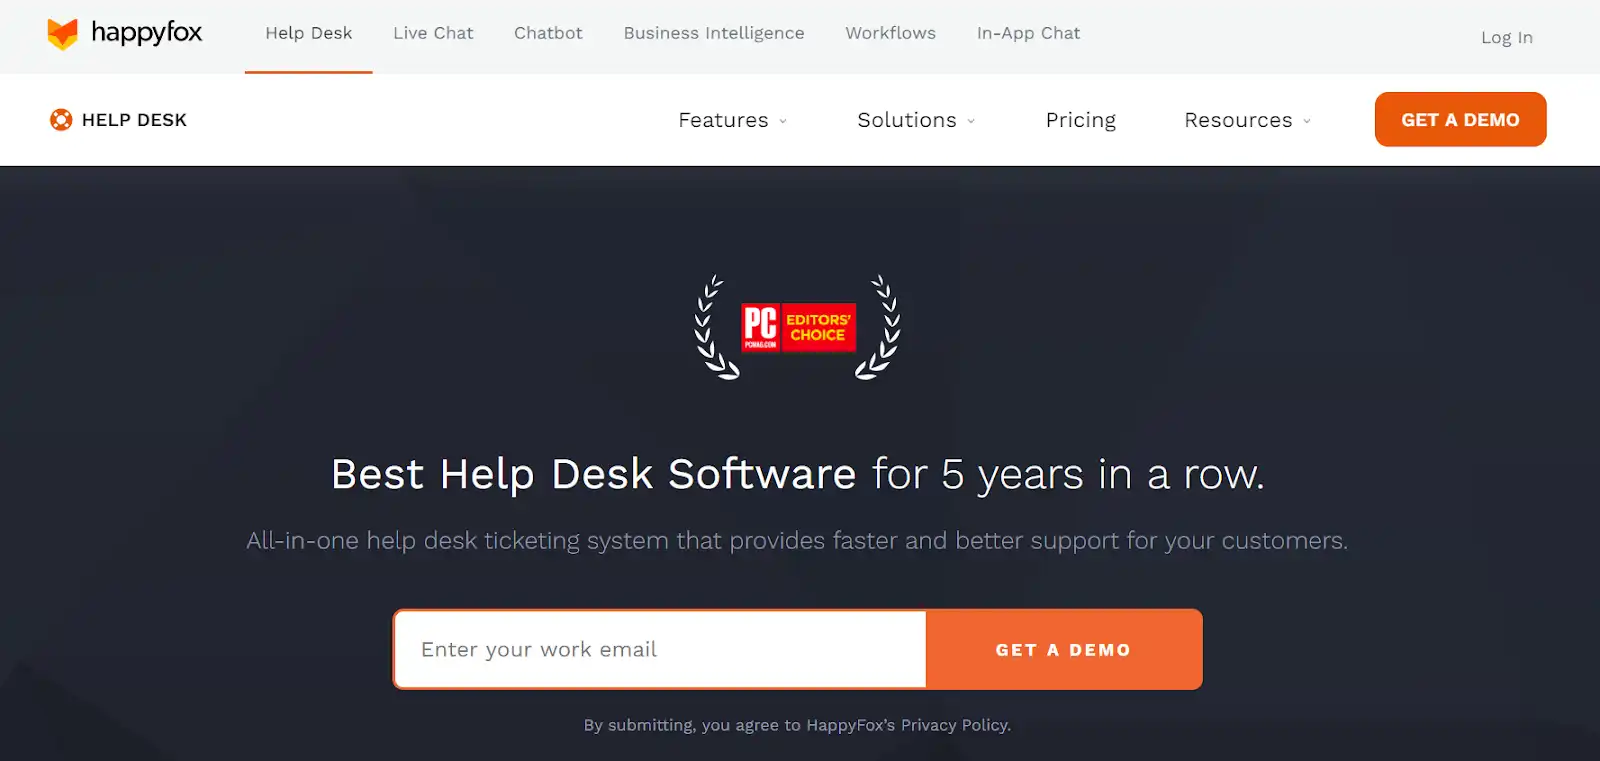 happyfox
Help Desk Live Chat Chatbot Business Intelligence Workflows In-App Chat
Log In
HELP DESK
Features Solutions Pricing Resources
GET A DEMO
PC
PCMAG.COM
EDITORS'
CHOICE
Best Help Desk Software for 5 years in a row.
All-in-one help desk ticketing system that provides faster and better support for your customers.
Enter your work email
GET A DEMO
By submitting, you agree to HappyFox's Privacy Policy.